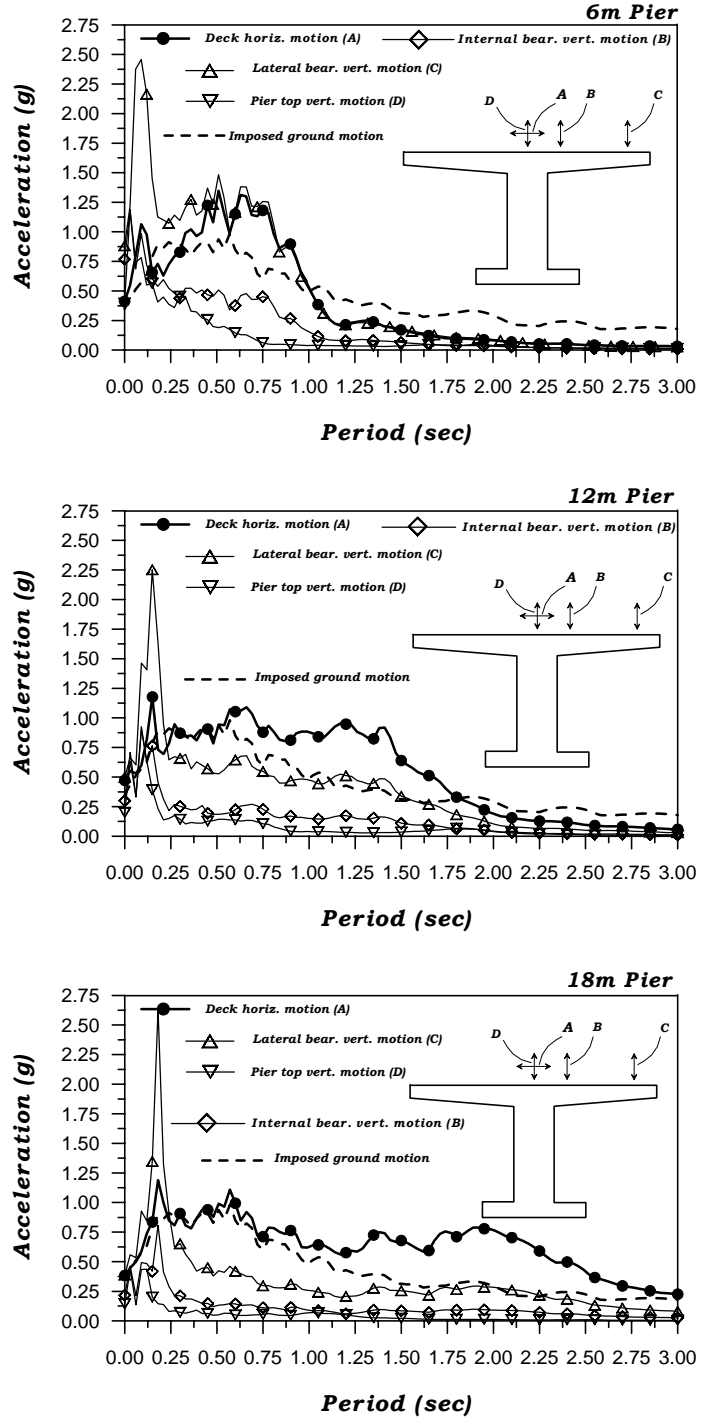 6m Pier
2.75
Deck horiz. motion (A)
Internal bear. vert. motion (B)
2.50
Lateral bear. vert. motion (C)
2.25
Pier top vert. motion (D)
D A B C
2.00
Imposed ground motion
1.75
1.50
1.25
1.00
0.75
0.50
0.25
0.00
Acceleration (g)
0.00 0.25 0.50 0.75 1.00 1.25 1.50 1.75 2.00 2.25 2.50 2.75 3.00
Period (sec)
12m Pier
2.75
Deck horiz. motion (A)
Internal bear. vert. motion (B)
2.50
Lateral bear. vert. motion (C)
2.25
Pier top vert. motion (D)
D A B C
2.00
1.75
1.50
Imposed ground motion
1.25
1.00
0.75
0.50
0.25
0.00
Acceleration (g)
0.00 0.25 0.50 0.75 1.00 1.25 1.50 1.75 2.00 2.25 2.50 2.75 3.00
Period (sec)
18m Pier
2.75
Deck horiz. motion (A)
2.50
Lateral bear. vert. motion (C)
D A B C
2.25
Pier top vert. motion (D)
2.00
1.75
Internal bear. vert. motion (B)
1.50
Imposed ground motion
1.25
1.00
0.75
0.50
0.25
0.00
Acceleration (g)
0.00 0.25 0.50 0.75 1.00 1.25 1.50 1.75 2.00 2.25 2.50 2.75 3.00
Period (sec)